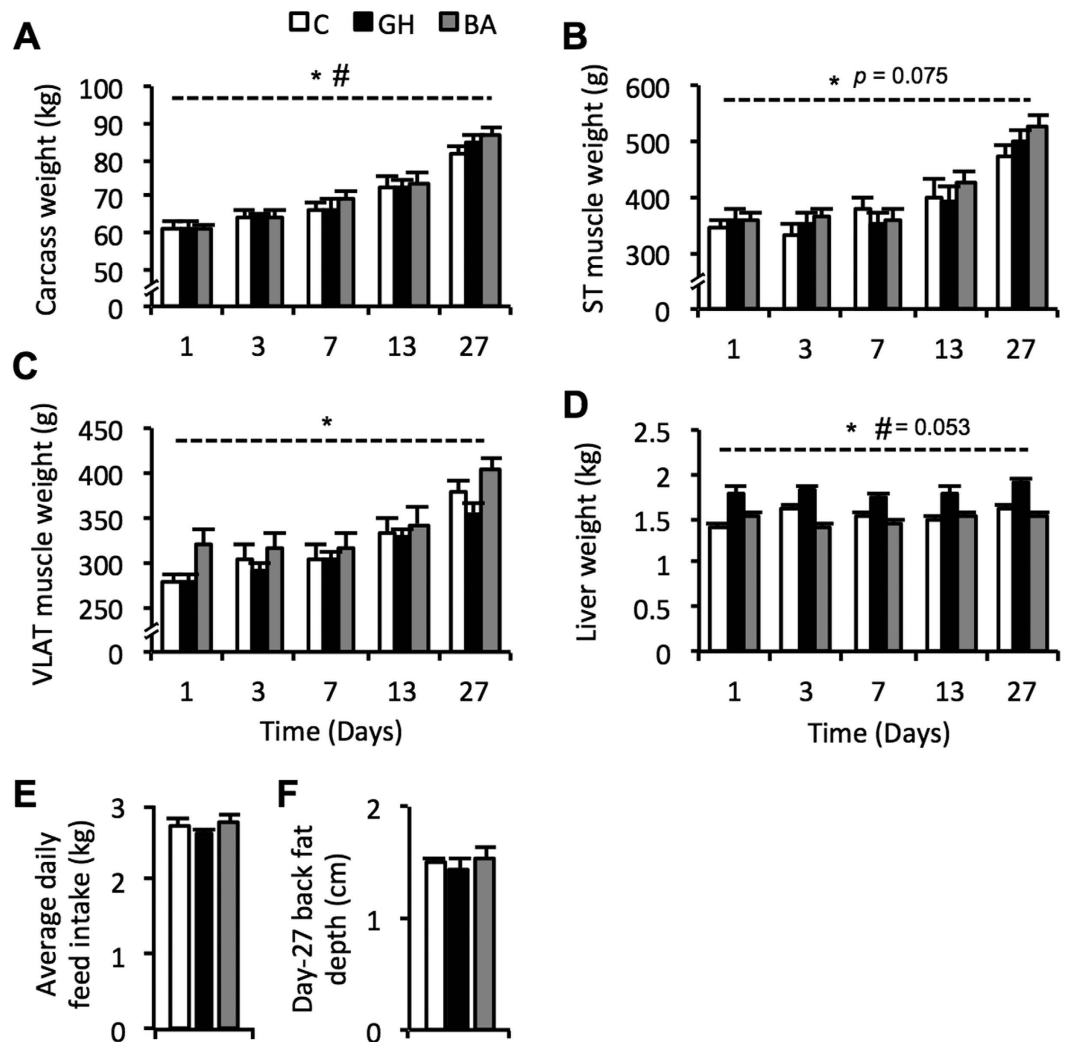 C GH BA
A
Carcass weight (kg)
* #
100
90
80
70
60
50
0
1 3 7 13 27
B
ST muscle weight (g)
* p = 0.075
600
500
400
300
0
1 3 7 13 27
C
VLAT muscle weight (g)
*
450
350
300
250
0
1 3 7 13 27
Time (Days)
D
Liver weight (kg)
* #= 0.053
2.5
2
1.5
1
0.5
0
1 3 7 13 27
Time (Days)
E
Average daily
feed intake (kg)
3
2
1
0
F
Day-27 back fat
depth (cm)
2
1
0